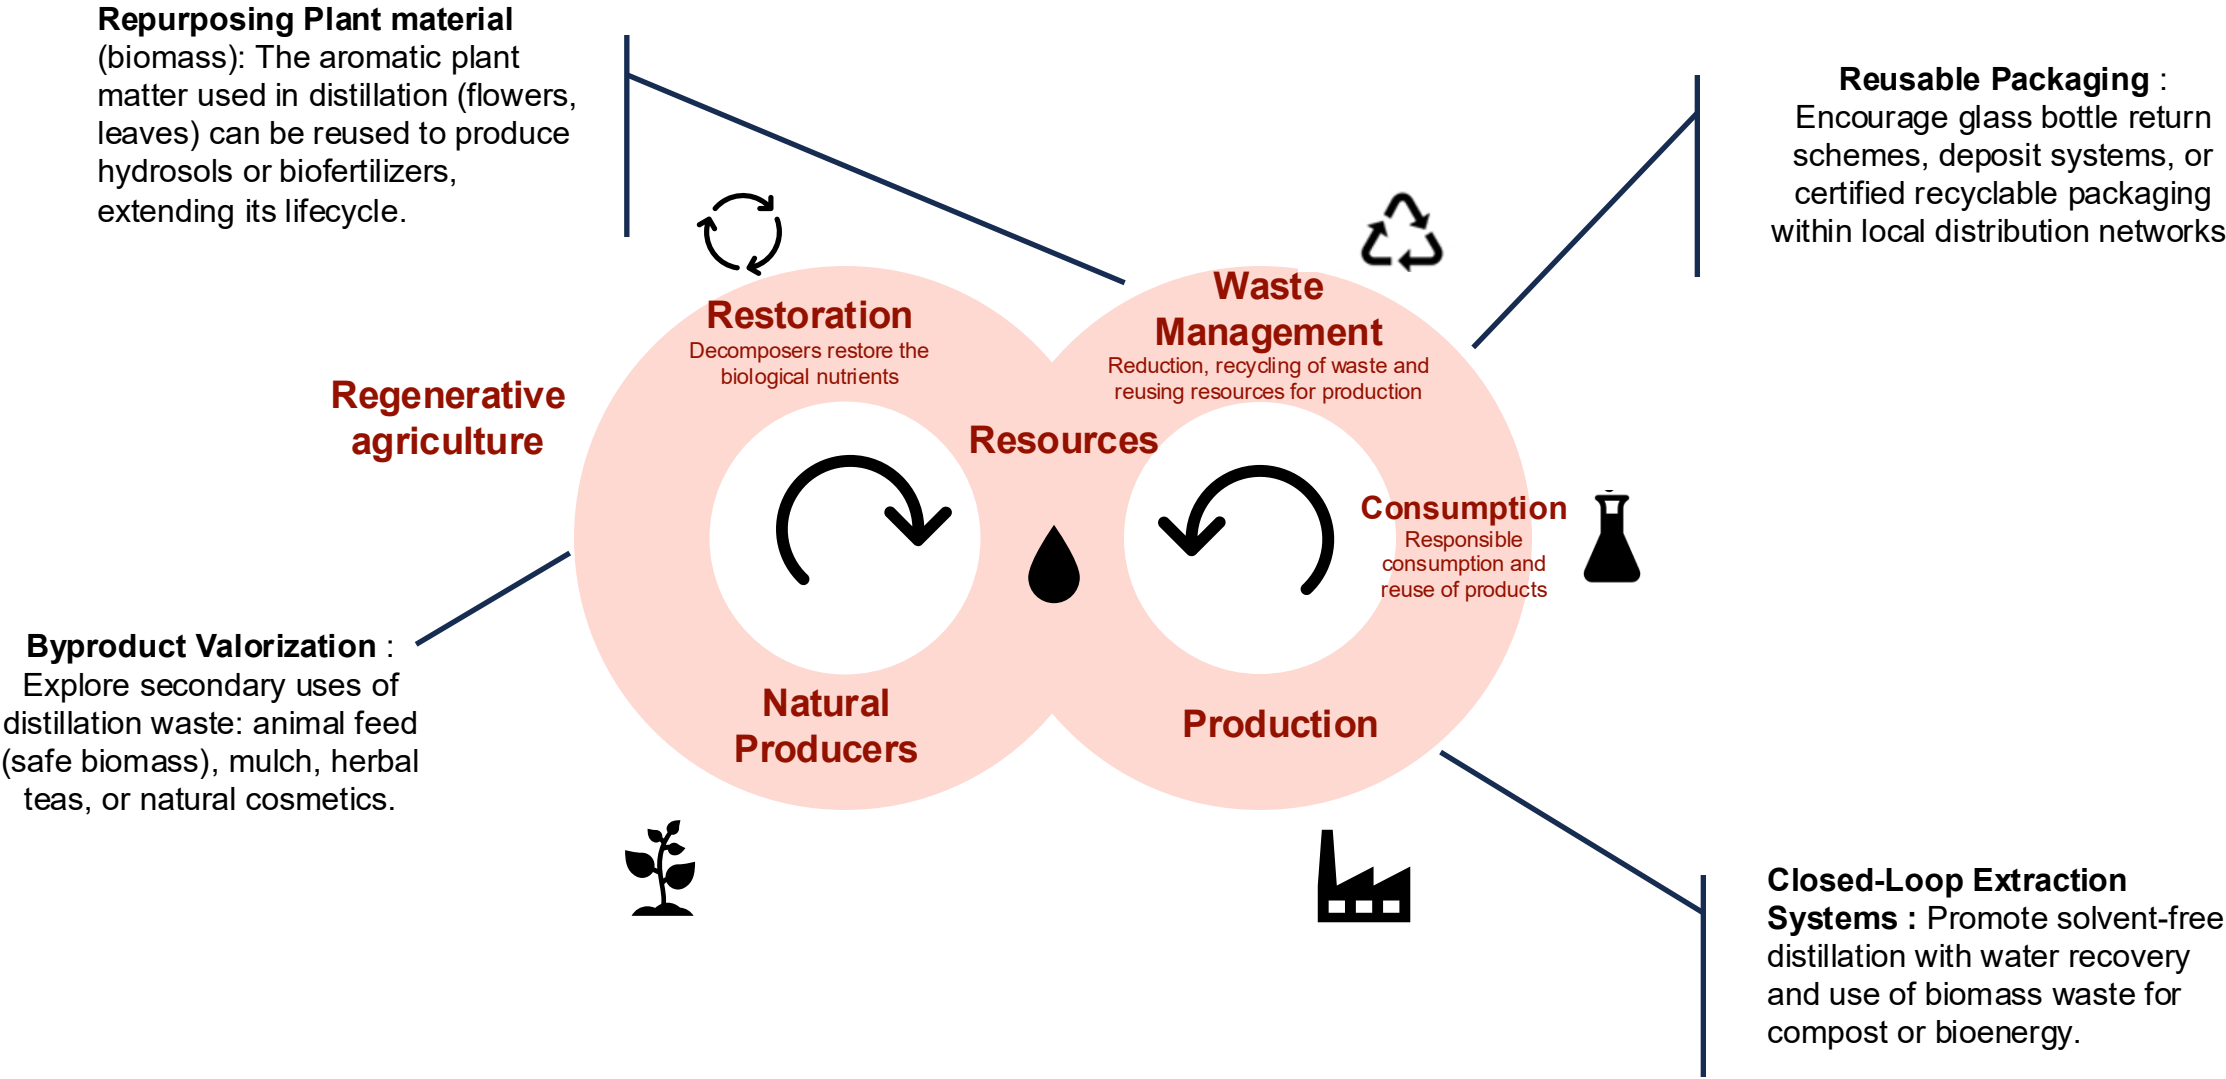 Repurposing Plant material
(biomass): The aromatic plant
matter used in distillation (flowers,
leaves) can be reused to produce
hydrosols or biofertilizers,
extending its lifecycle.
Reusable Packaging :
Encourage glass bottle return
schemes, deposit systems, or
certified recyclable packaging
within local distribution networks
Restoration
Decomposers restore the
biological nutrients
Waste
Management
Reduction, recycling of waste and
reusing resources for production
Regenerative
agriculture
Resources
Consumption
Responsible
consumption and
reuse of products
Byproduct Valorization :
Explore secondary uses of
distillation waste: animal feed
(safe biomass), mulch, herbal
teas, or natural cosmetics.
Natural
Producers
Production
Closed-Loop Extraction
Systems : Promote solvent-free
distillation with water recovery
and use of biomass waste for
compost or bioenergy.